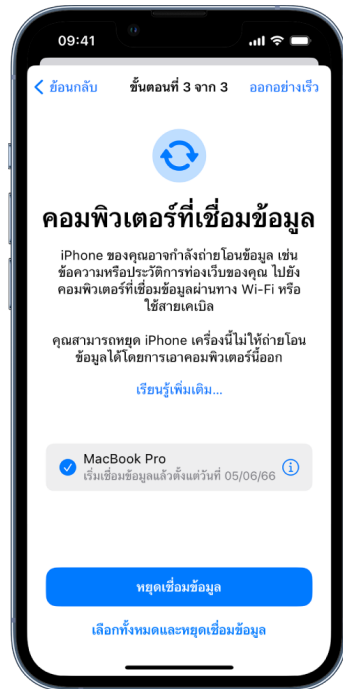 09:41
ย้อนกลับ ขั้นตอนที่ 3 จาก 3 ออกอย่างเร็ว
คอมพิวเตอร์ที่เชื่อมข้อมูล
iPhone ของคุณอาจกำลังถ่ายโอนข้อมูล เช่น
ข้อความหรือประวัติการท่องเว็บของคุณ ไปยัง
คอมพิวเตอร์ที่เชื่อมข้อมูลผ่านทาง Wi-Fi หรือ
ใช้สายเคเบิล
คุณสามารถหยุด iPhone เครื่องนี้ไม่ให้ถ่ายโอน
ข้อมูลได้โดยการเอาคอมพิวเตอร์นี้ออก
เรียนรู้เพิ่มเติม...
MacBook Pro
เริ่มเชื่อมข้อมูลแล้วตั้งแต่วันที่ 05/06/66
หยุดเชื่อมข้อมูล
เลือกทั้งหมดและหยุดเชื่อมข้อมูล